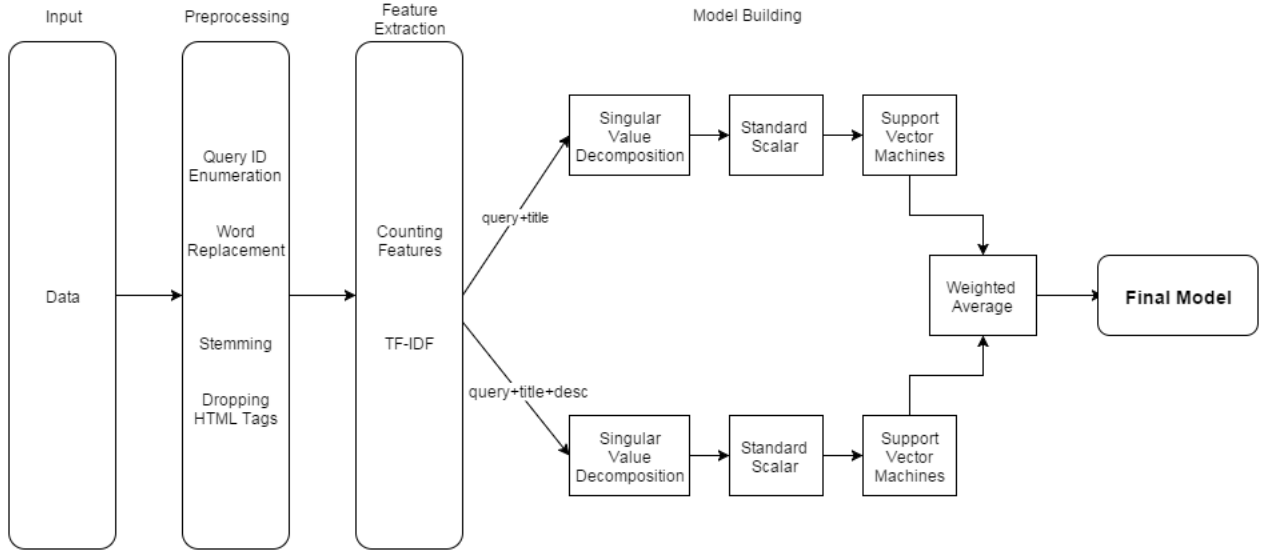 Input
Preprocessing
Feature
Extraction
Model Building
Data
Query ID
Enumeration
Word
Replacement
Stemming
Dropping
HTML Tags
Counting
Features
TF-IDF
query+title
query+title+desc
Singular
Value
Decomposition
Standard
Scalar
Support
Vector
Machines
Singular
Value
Decomposition
Standard
Scalar
Support
Vector
Machines
Weighted
Average
Final Model